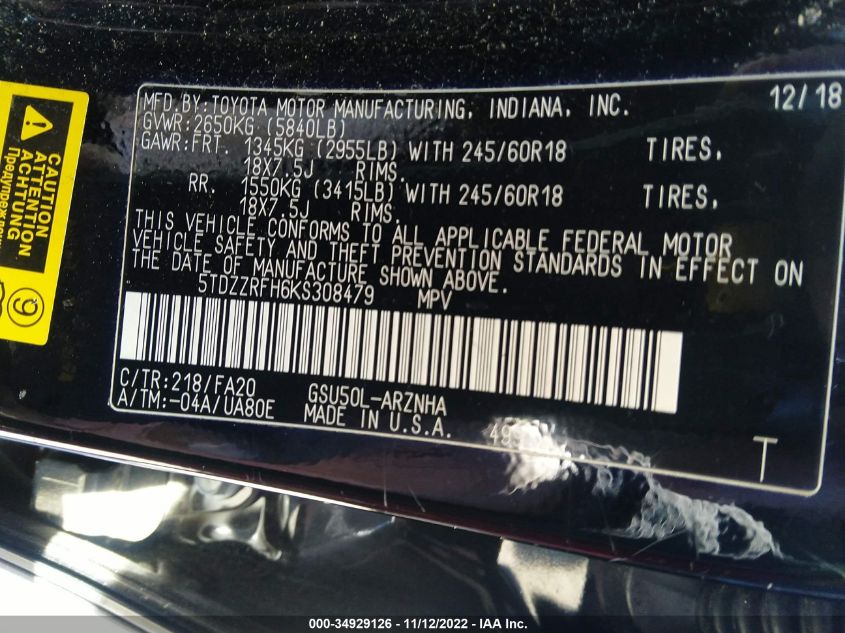 MFD.BY:TOYOTA MOTOR MANUFACTURING, INDIANA, INC. 12/18
GVWR:2650KG (5840LB)
GAWR:FRT. 1345KG (2955LB) WITH 245/60R18 TIRES,
18X7.5J RIMS.
RR. 1550KG (3415LB) WITH 245/60R18 TIRES,
18X7.5J RIMS.
THIS VEHICLE CONFORMS TO ALL APPLICABLE FEDERAL MOTOR
VEHICLE SAFETY AND THEFT PREVENTION STANDARDS IN EFFECT ON
THE DATE OF MANUFACTURE SHOWN ABOVE.
5TDZZRFH6KS308479 MPV
C/TR:218/FA20 GSU50L-ARZNHA
A/TM:-04A/UA80E MADE IN U.S.A.
T
CAUTION
ATTENTION
ACHTUNG
000-34929126 - 11/12/2022 - IAA Inc.